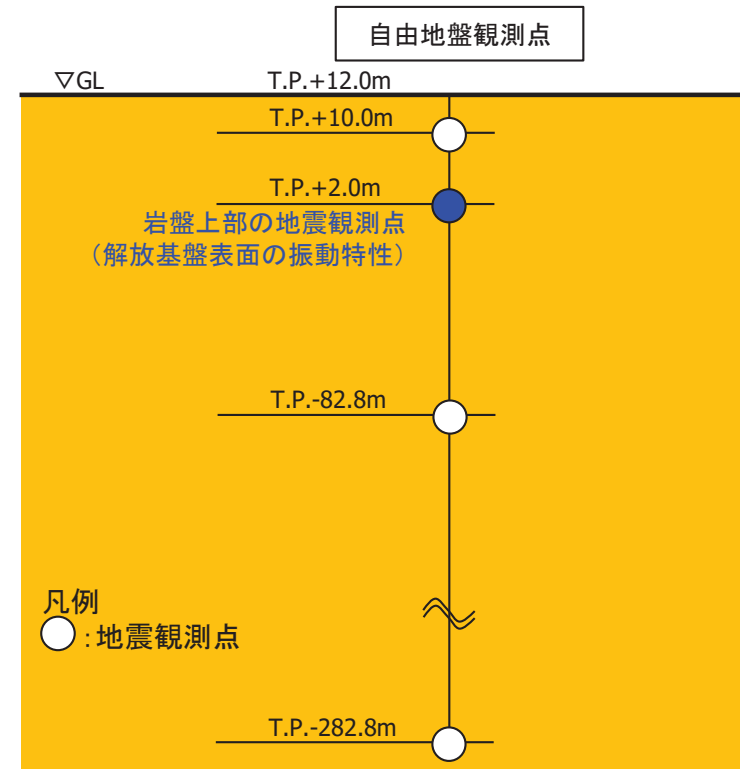 自由地盤観測点
▽GL
T.P.+12.0m
T.P.+10.0m
T.P.+2.0m
岩盤上部の地震観測点
（解放基盤表面の振動特性）
T.P.-82.8m
凡例
：地震観測点
T.P.-282.8m